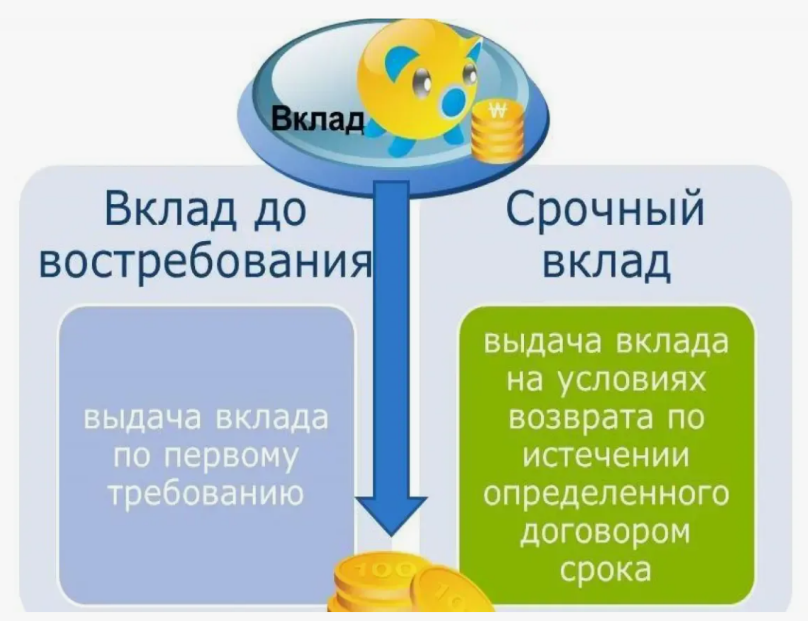 Вклад
₩
Вклад до
востребования
выдача вклада
по первому
требованию
Срочный
вклад
выдача вклада
на условиях
возврата по
истечении
определенного
договором
срока
100